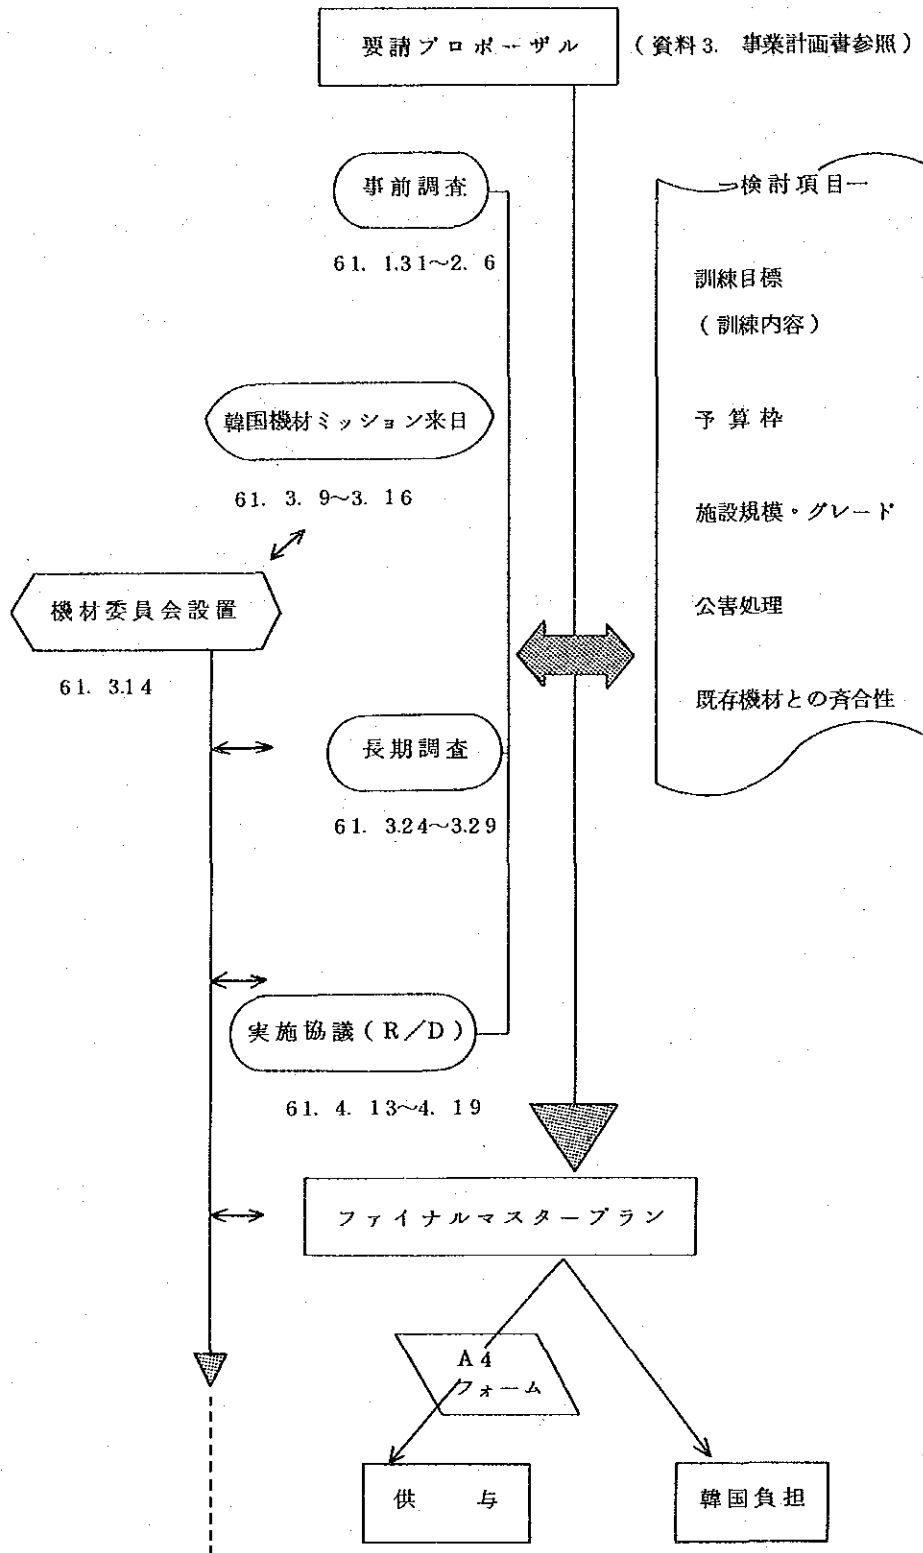 要請プロポーザル
(資料3. 事業計画書参照)
事前調査
61. 1.31～2. 6
―検討項目―
訓練目標
(訓練内容)
韓国機材ミッション来日
61. 3. 9～3. 16
予算枠
施設規模・グレード
機材委員会設置
61. 3.14
公害処理
既存機材との斉合性
長期調査
61. 3.24～3.29
実施協議(R/D)
61. 4. 13～4. 19
ファイナルマスタープラン
A4
フォーム
供 与
韓国負担